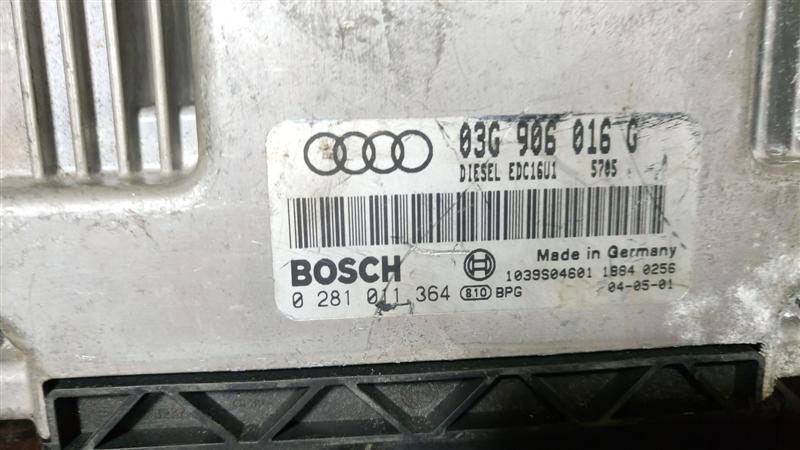 03G 906 016 G
DIESEL EDC16U1 5705
BOSCH
Made in Germany
1039S04601 1884 0256
0 281 011 364 810 BPG
04-05-01